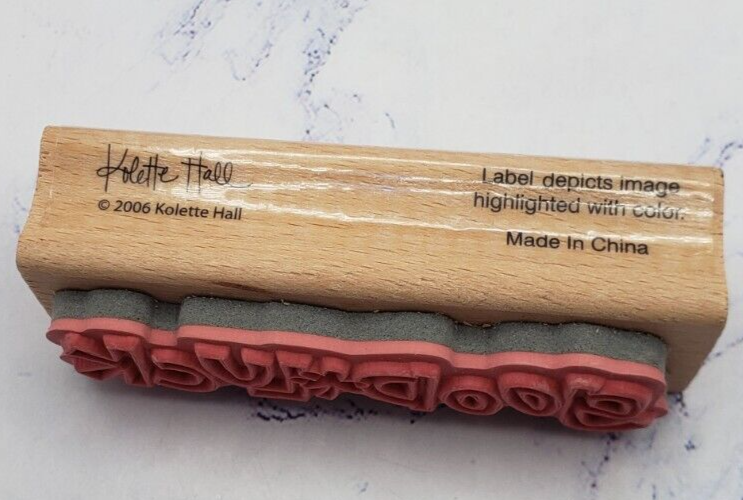 Kolette Hall
© 2006 Kolette Hall
Label depicts image
highlighted with color.
Made In China